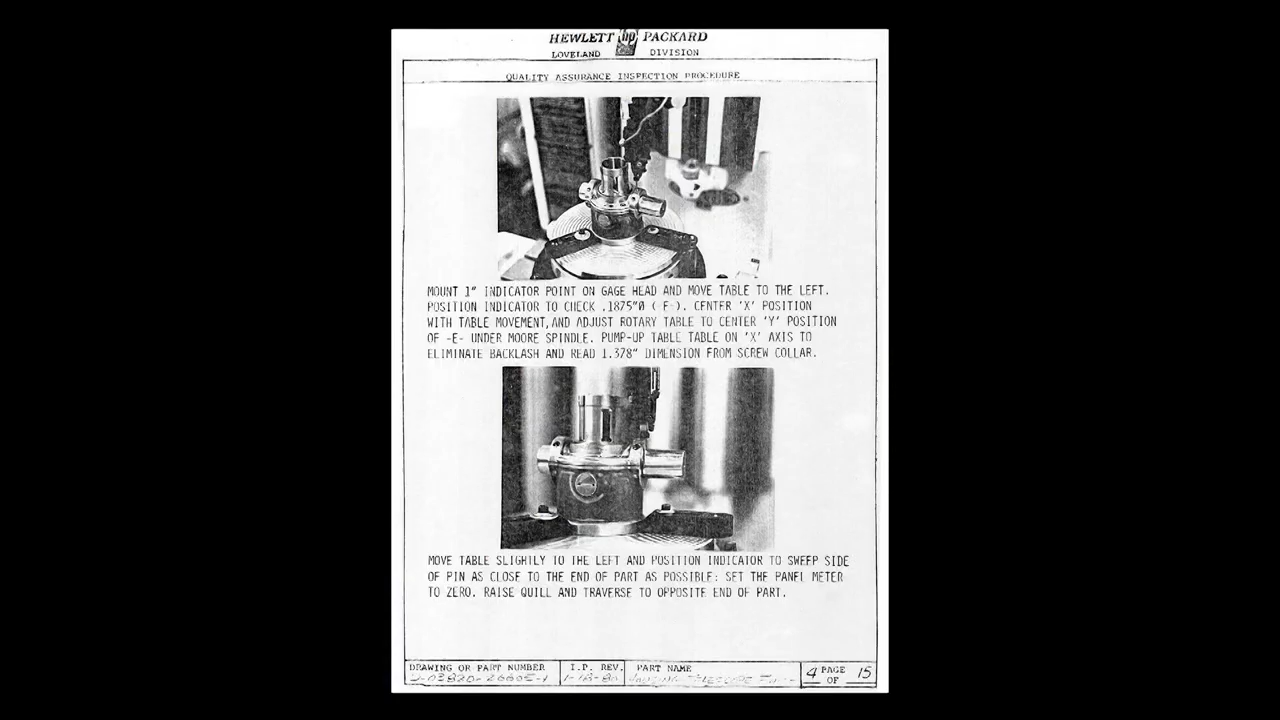 HEWLETT hp PACKARD
LOVELAND DIVISION
QUALITY ASSURANCE INSPECTION PROCEDURE
MOUNT 1" INDICATOR POINT ON GAGE HEAD AND MOVE TABLE TO THE LEFT.
POSITION INDICATOR TO CHECK .1875"Ø (-E-). CENTER 'X' POSITION
WITH TABLE MOVEMENT, AND ADJUST ROTARY TABLE TO CENTER 'Y' POSITION
OF -E- UNDER MOORE SPINDLE. PUMP-UP TABLE TABLE ON 'X' AXIS TO
ELIMINATE BACKLASH AND READ 1.378" DIMENSION FROM SCREW COLLAR.
MOVE TABLE SLIGHTLY TO THE LEFT AND POSITION INDICATOR TO SWEEP SIDE
OF PIN AS CLOSE TO THE END OF PART AS POSSIBLE: SET THE PANEL METER
TO ZERO. RAISE QUILL AND TRAVERSE TO OPPOSITE END OF PART.
DRAWING OR PART NUMBER I.P. REV. PART NAME 4 PAGE OF 15
1-18-80 HOUSING TELESCOPE